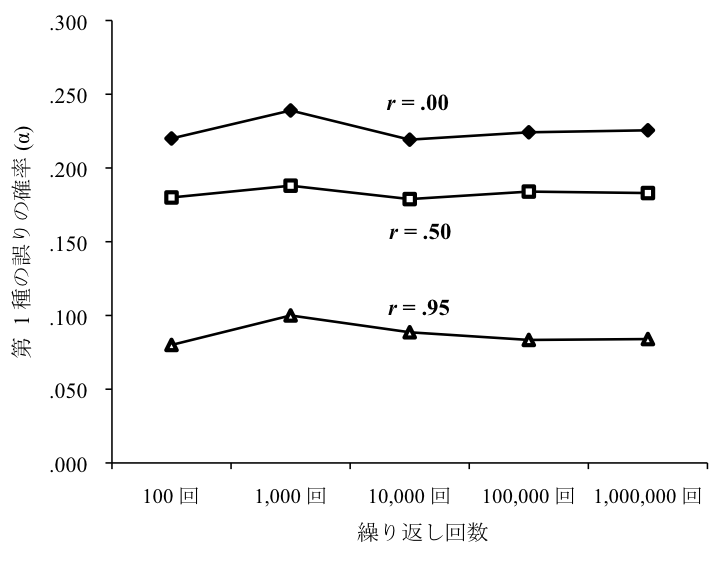 .300
.250
.200
.150
.100
.050
.000
第 1 種の誤りの確率 (α)
r = .00
r = .50
r = .95
100 回
1,000 回
10,000 回
100,000 回
1,000,000 回
繰り返し回数